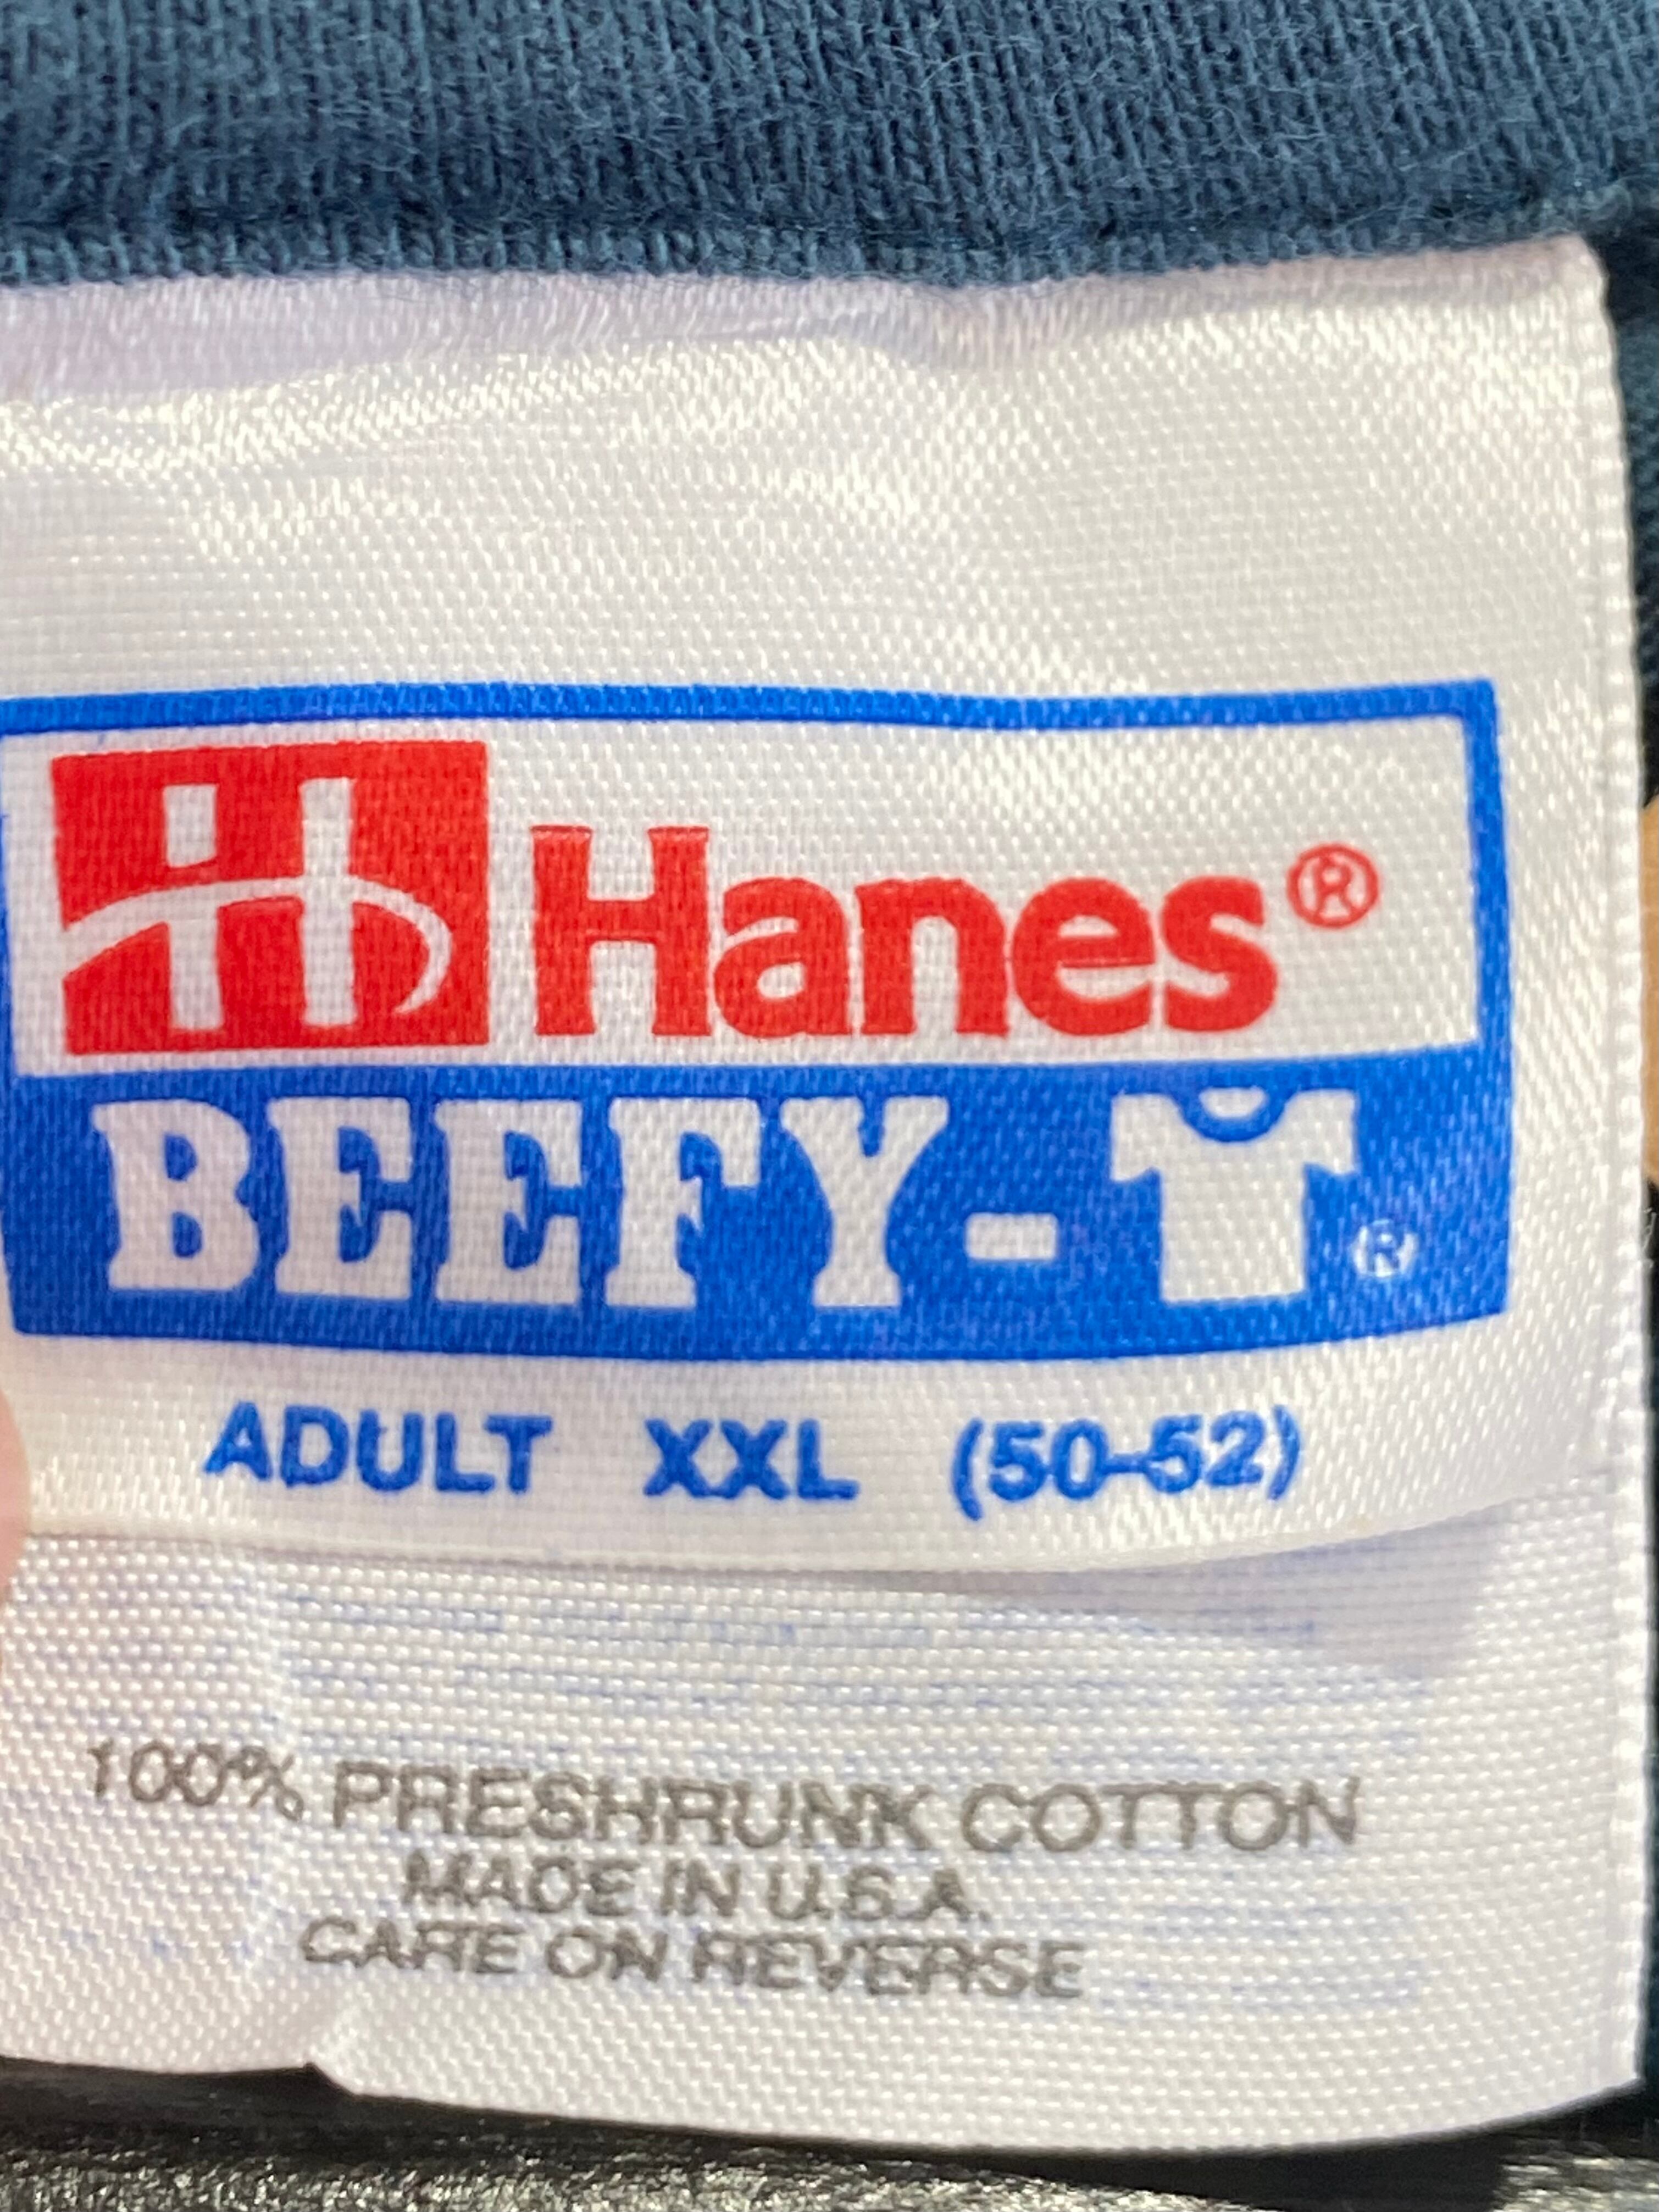 H Hanes®
BEEFY-T®
ADULT XXL (50-52)
100% PRESHRUNK COTTON
MADE IN U.S.A.
CARE ON REVERSE